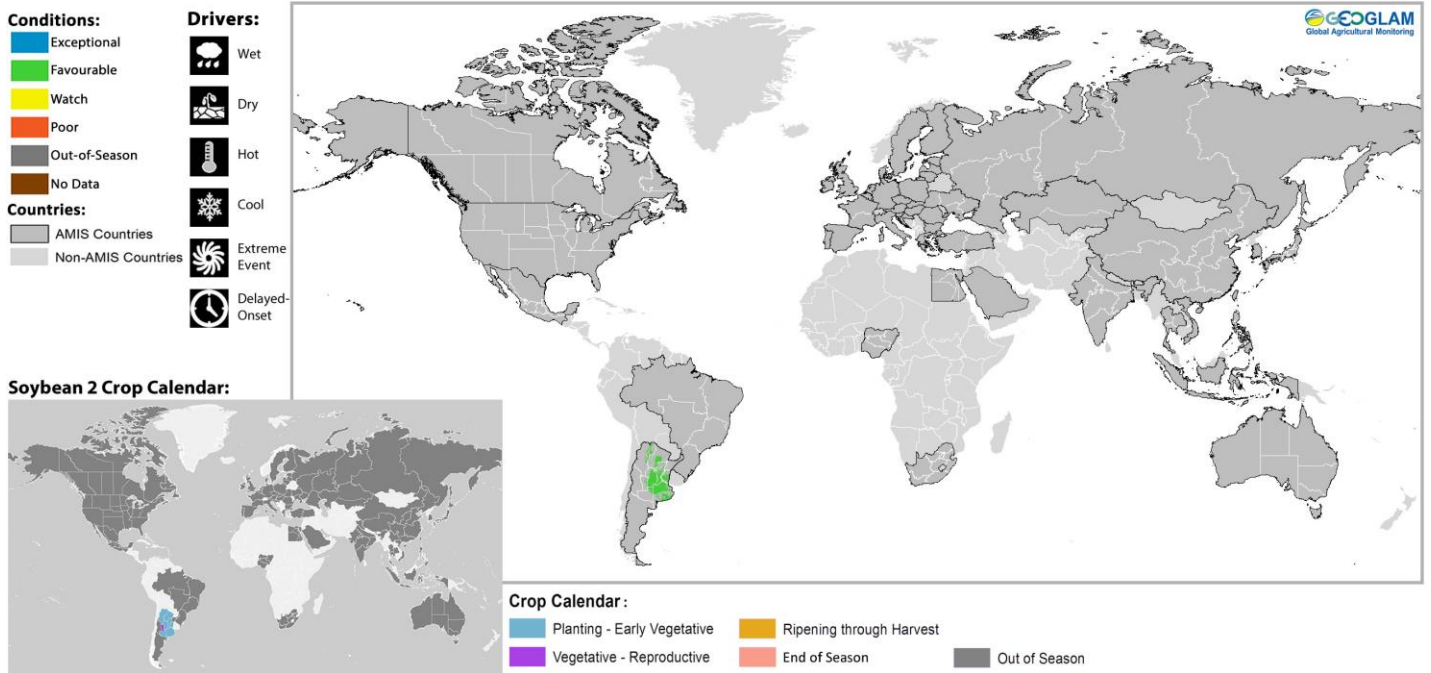 Conditions:
Exceptional
Favourable
Watch
Poor
Out-of-Season
No Data
Countries:
AMIS Countries
Non-AMIS Countries
Drivers:
Wet
Dry
Hot
Cool
Extreme
Event
Delayed-
Onset
GEOGLAM
Global Agricultural Monitoring
Soybean 2 Crop Calendar:
Crop Calendar :
Planting - Early Vegetative
Vegetative - Reproductive
Ripening through Harvest
End of Season
Out of Season